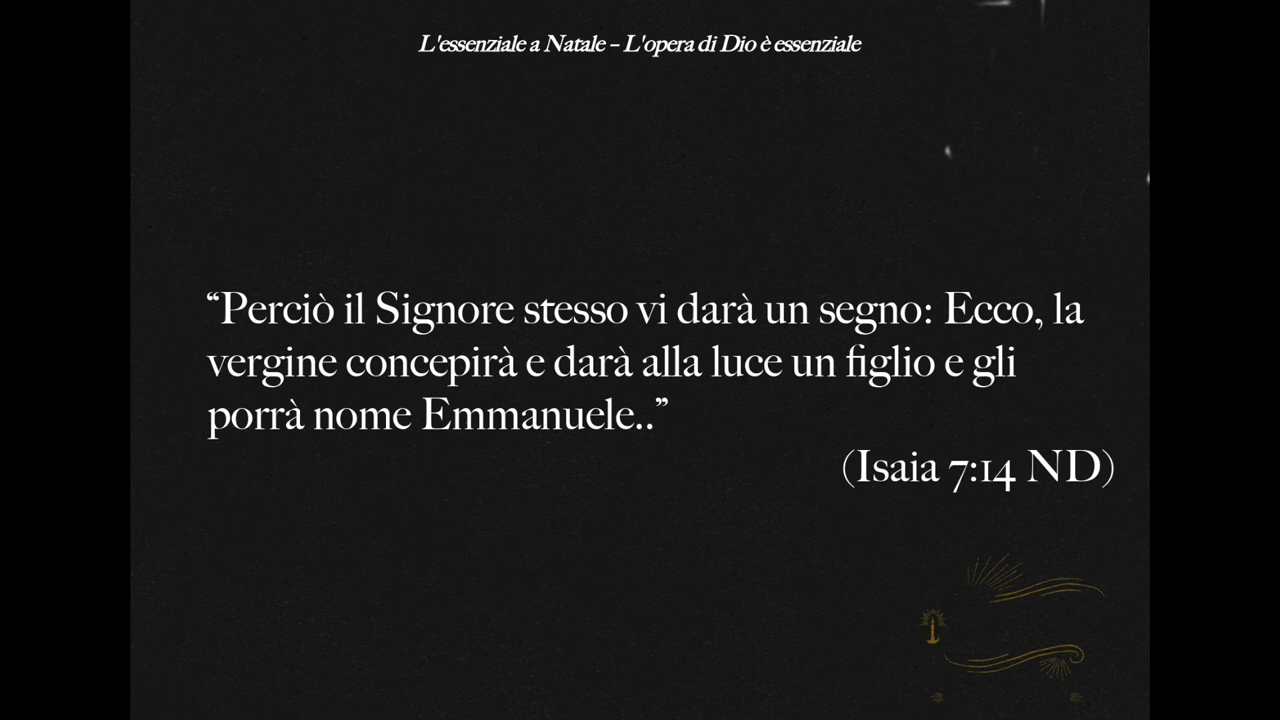 L'essenziale a Natale – L'opera di Dio è essenziale
“Perciò il Signore stesso vi darà un segno: Ecco, la
vergine concepirà e darà alla luce un figlio e gli
porrà nome Emmanuele..”
(Isaia 7:14 ND)